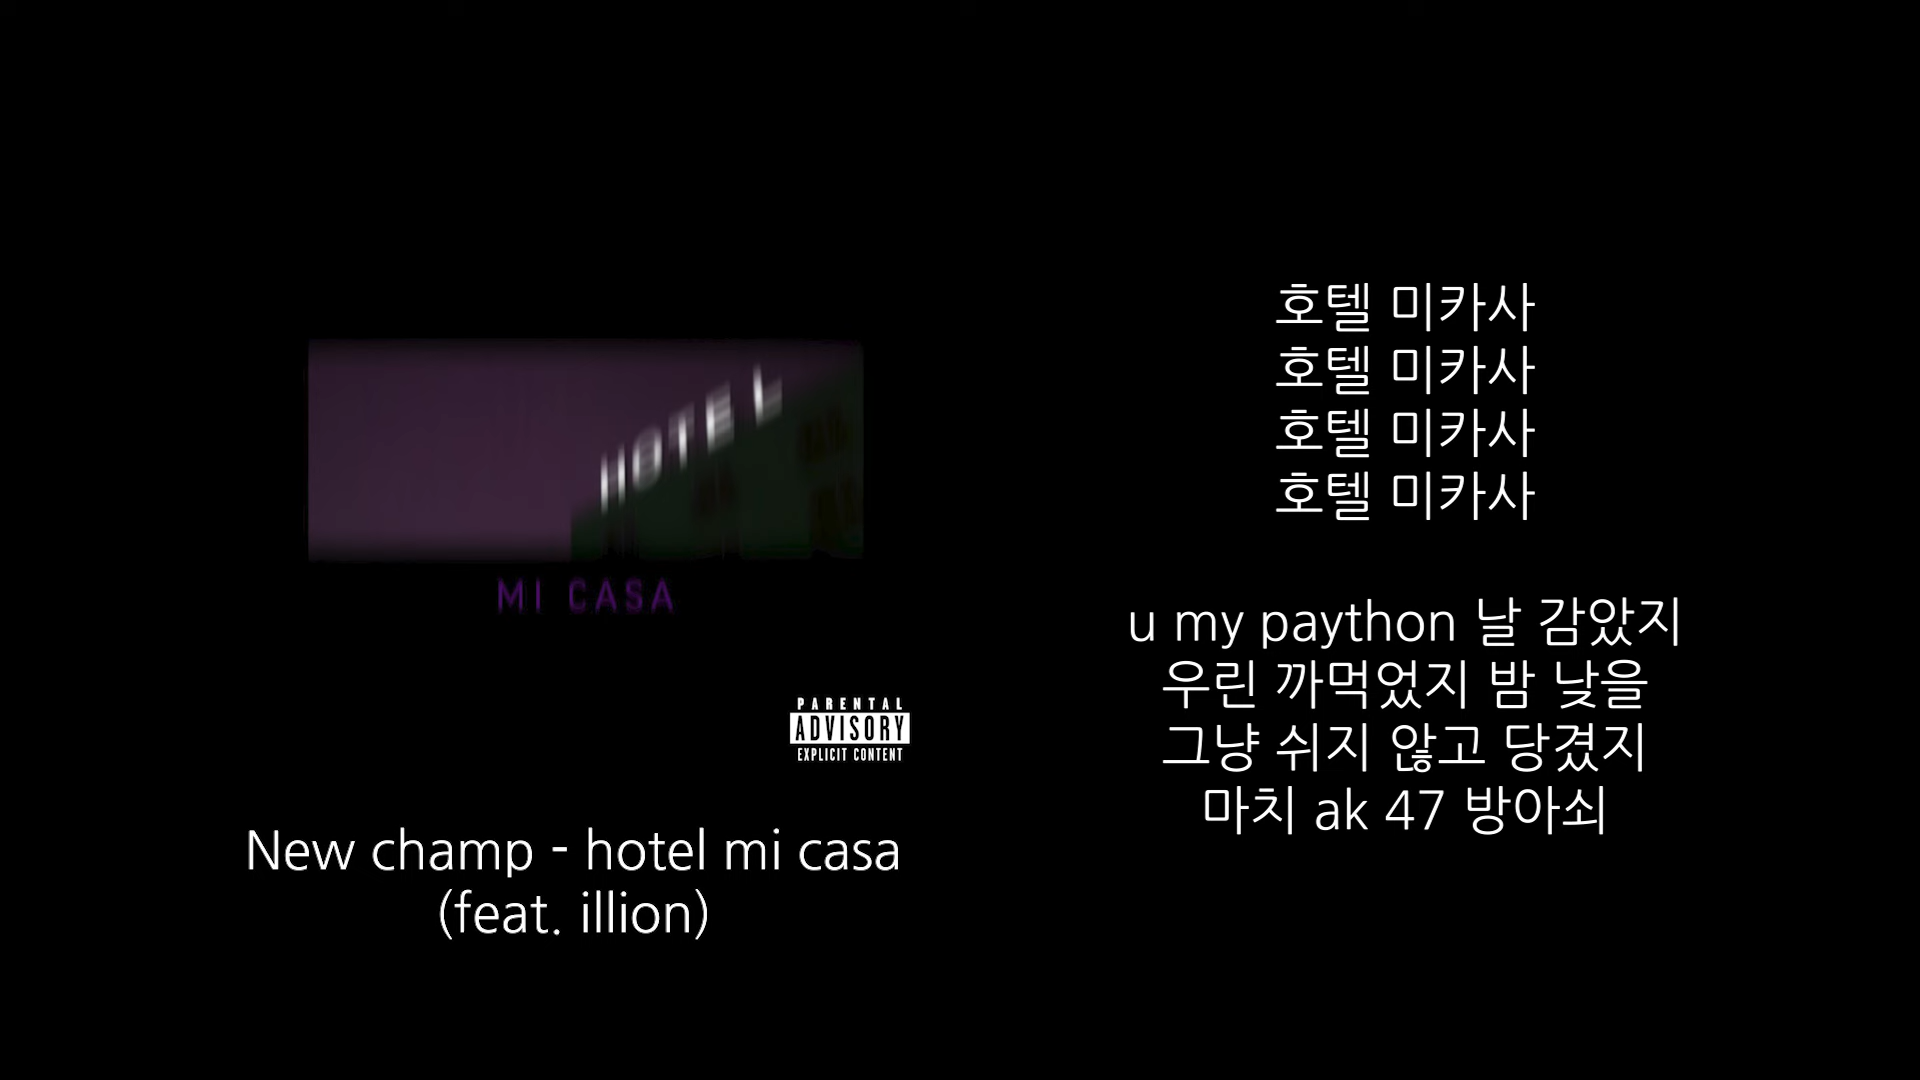 HOTEL
MI CASA
PARENTAL
ADVISORY
EXPLICIT CONTENT
New champ - hotel mi casa
(feat. illion)
호텔 미카사
호텔 미카사
호텔 미카사
호텔 미카사
u my paython 날 감았지
우린 까먹었지 밤 낮을
그냥 쉬지 않고 당겼지
마치 ak 47 방아쇠